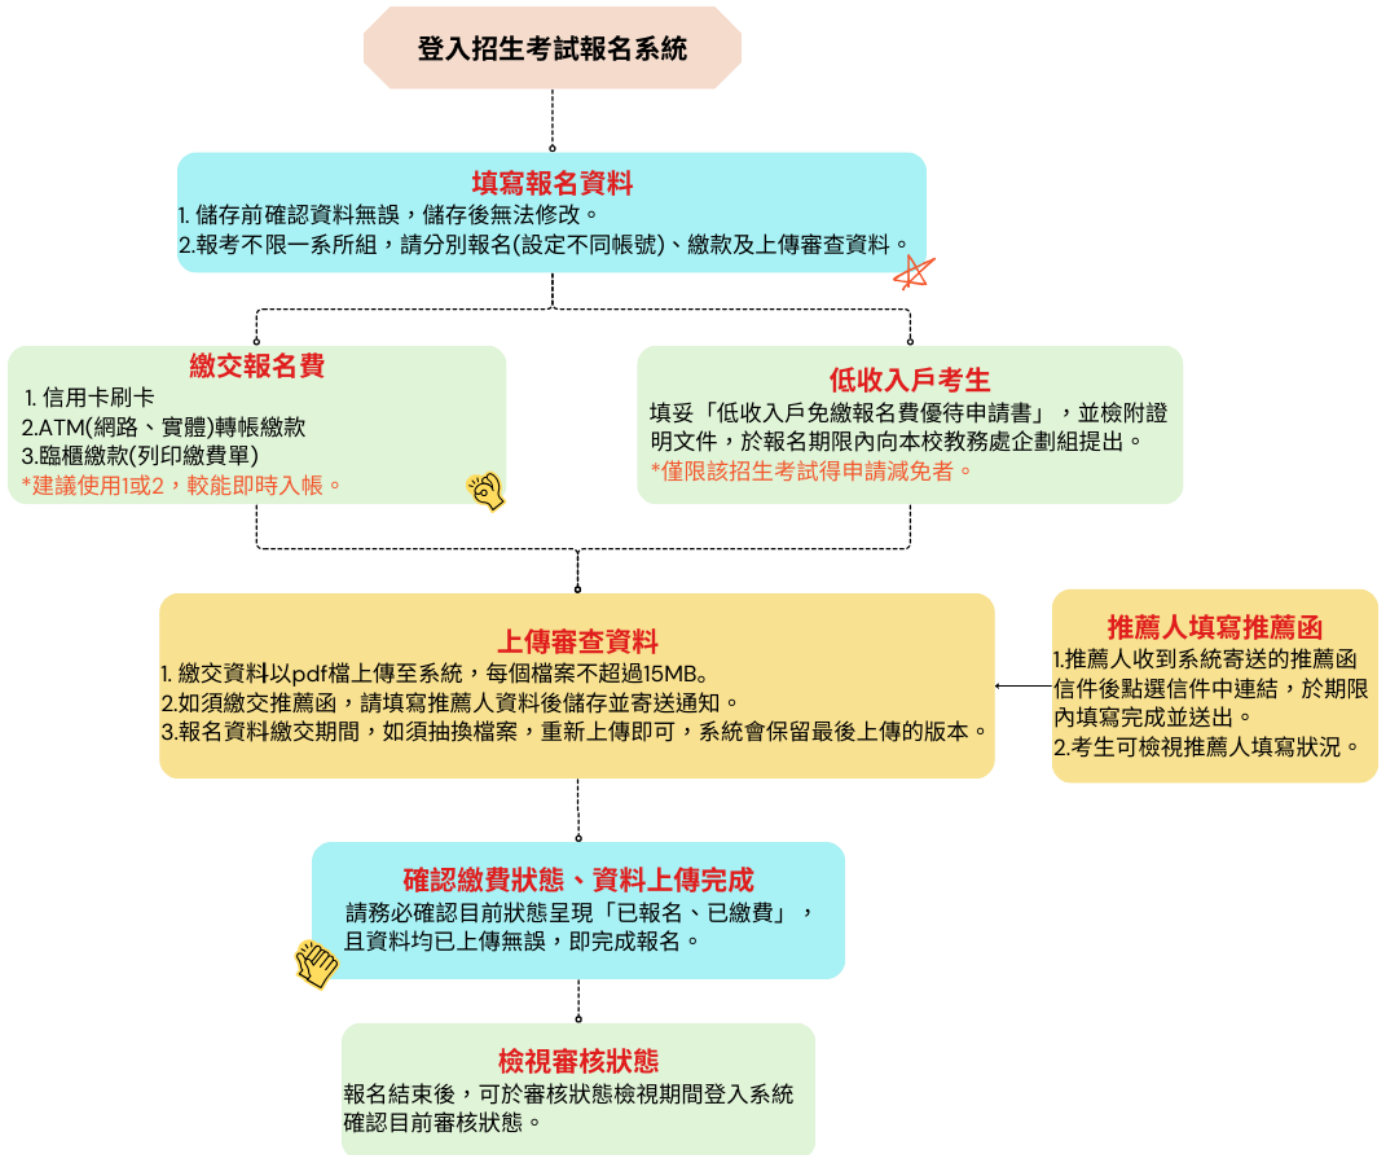 登入招生考試報名系統
填寫報名資料
1. 儲存前確認資料無誤，儲存後無法修改。
2.報考不限一系所組，請分別報名(設定不同帳號)、繳款及上傳審查資料。
繳交報名費
1. 信用卡刷卡
2.ATM(網路、實體)轉帳繳款
3.臨櫃繳款(列印繳費單)
*建議使用1或2，較能即時入帳。
低收入戶考生
填妥「低收入戶免繳報名費優待申請書」，並檢附證
明文件，於報名期限內向本校教務處企劃組提出。
*僅限該招生考試得申請減免者。
上傳審查資料
1. 繳交資料以pdf檔上傳至系統，每個檔案不超過15MB。
2.如須繳交推薦函，請填寫推薦人資料後儲存並寄送通知。
3.報名資料繳交期間，如須抽換檔案，重新上傳即可，系統會保留最後上傳的版本。
推薦人填寫推薦函
1.推薦人收到系統寄送的推薦函
信件後點選信件中連結，於期限
內填寫完成並送出。
2.考生可檢視推薦人填寫狀況。
確認繳費狀態、資料上傳完成
請務必確認目前狀態呈現「已報名、已繳費」，
且資料均已上傳無誤，即完成報名。
檢視審核狀態
報名結束後，可於審核狀態檢視期間登入系統
確認目前審核狀態。